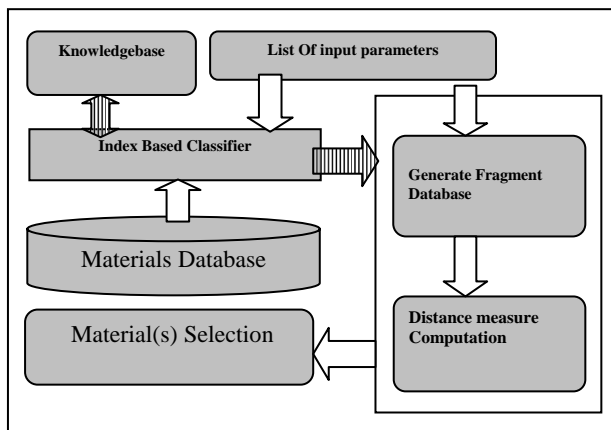 Knowledgebase
List Of input parameters
Index Based Classifier
Generate Fragment
Database
Materials Database
Distance measure
Computation
Material(s) Selection